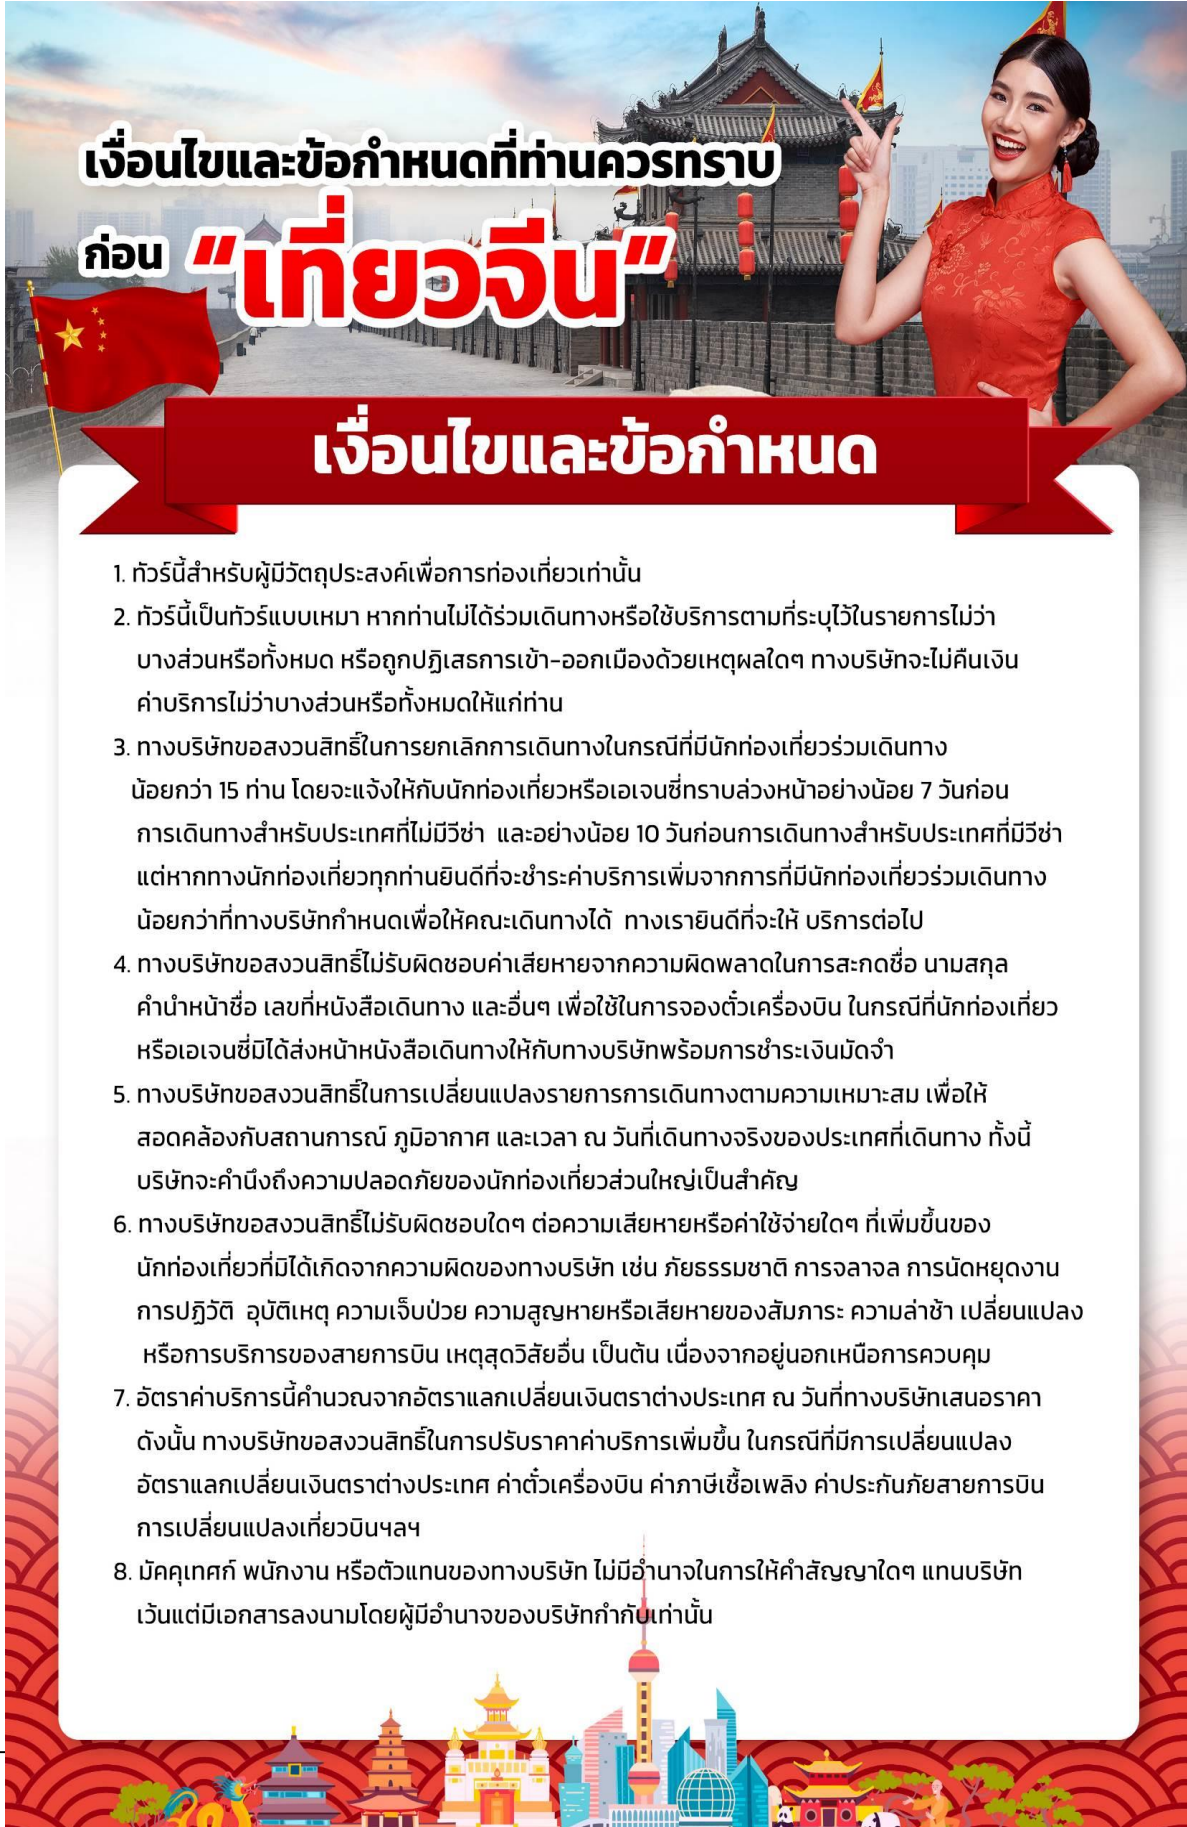 เงื่อนไขและข้อกำหนดที่ท่านควรทราบ
ก่อน “เที่ยวจีน”
เงื่อนไขและข้อกำหนด
1. ทัวร์นี้สำหรับผู้มีวัตถุประสงค์เพื่อการท่องเที่ยวเท่านั้น
2. ทัวร์นี้เป็นทัวร์แบบเหมา หากท่านไม่ได้ร่วมเดินทางหรือใช้บริการตามที่ระบุไว้ในรายการไม่ว่า
บางส่วนหรือทั้งหมด หรือถูกปฏิเสธการเข้า-ออกเมืองด้วยเหตุผลใดๆ ทางบริษัทจะไม่คืนเงิน
ค่าบริการไม่ว่าบางส่วนหรือทั้งหมดให้แก่ท่าน
3. ทางบริษัทขอสงวนสิทธิ์ในการยกเลิกการเดินทางในกรณีที่มีนักท่องเที่ยวร่วมเดินทาง
น้อยกว่า 15 ท่าน โดยจะแจ้งให้กับนักท่องเที่ยวหรือเอเจนซี่ทราบล่วงหน้าอย่างน้อย 7 วันก่อน
การเดินทางสำหรับประเทศที่ไม่มีวีซ่า และอย่างน้อย 10 วันก่อนการเดินทางสำหรับประเทศที่มีวีซ่า
แต่หากทางนักท่องเที่ยวทุกท่านยินดีที่จะชำระค่าบริการเพิ่มจากการที่มีนักท่องเที่ยวร่วมเดินทาง
น้อยกว่าที่ทางบริษัทกำหนดเพื่อให้คณะเดินทางได้ ทางเรายินดีที่จะให้ บริการต่อไป
4. ทางบริษัทขอสงวนสิทธิ์ไม่รับผิดชอบค่าเสียหายจากความผิดพลาดในการสะกดชื่อ นามสกุล
คำนำหน้าชื่อ เลขที่หนังสือเดินทาง และอื่นๆ เพื่อใช้ในการจองตั๋วเครื่องบิน ในกรณีที่นักท่องเที่ยว
หรือเอเจนซี่มิได้ส่งหน้าหนังสือเดินทางให้กับทางบริษัทพร้อมการชำระเงินมัดจำ
5. ทางบริษัทขอสงวนสิทธิ์ในการเปลี่ยนแปลงรายการการเดินทางตามความเหมาะสม เพื่อให้
สอดคล้องกับสถานการณ์ ภูมิอากาศ และเวลา ณ วันที่เดินทางจริงของประเทศที่เดินทาง ทั้งนี้
บริษัทจะคำนึงถึงความปลอดภัยของนักท่องเที่ยวส่วนใหญ่เป็นสำคัญ
6. ทางบริษัทขอสงวนสิทธิ์ไม่รับผิดชอบใดๆ ต่อความเสียหายหรือค่าใช้จ่ายใดๆ ที่เพิ่มขึ้นของ
นักท่องเที่ยวที่มิได้เกิดจากความผิดของทางบริษัท เช่น ภัยธรรมชาติ การจลาจล การนัดหยุดงาน
การปฏิวัติ อุบัติเหตุ ความเจ็บป่วย ความสูญหายหรือเสียหายของสัมภาระ ความล่าช้า เปลี่ยนแปลง
หรือการบริการของสายการบิน เหตุสุดวิสัยอื่น เป็นต้น เนื่องจากอยู่นอกเหนือการควบคุม
7. อัตราค่าบริการนี้คำนวณจากอัตราแลกเปลี่ยนเงินตราต่างประเทศ ณ วันที่ทางบริษัทเสนอราคา
ดังนั้น ทางบริษัทขอสงวนสิทธิ์ในการปรับราคาค่าบริการเพิ่มขึ้น ในกรณีที่มีการเปลี่ยนแปลง
อัตราแลกเปลี่ยนเงินตราต่างประเทศ ค่าตั๋วเครื่องบิน ค่าภาษีเชื้อเพลิง ค่าประกันภัยสายการบิน
การเปลี่ยนแปลงเที่ยวบินฯลฯ
8. มัคคุเทศก์ พนักงาน หรือตัวแทนของทางบริษัท ไม่มีอำนาจในการให้คำสัญญาใดๆ แทนบริษัท
เว้นแต่มีเอกสารลงนามโดยผู้มีอำนาจของบริษัทกำกับเท่านั้น